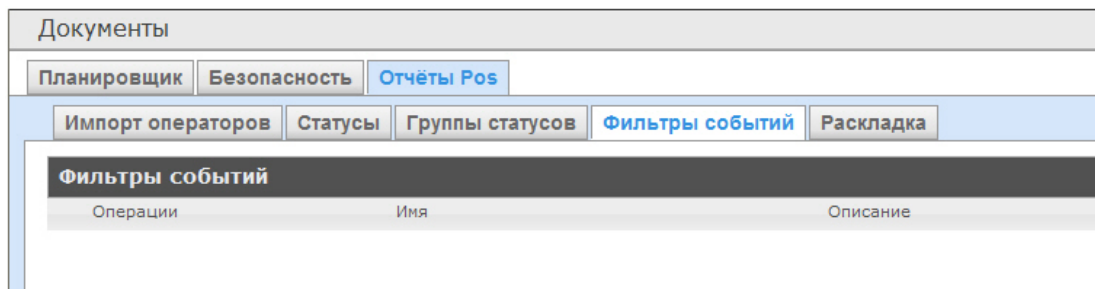 Документы
Планировщик Безопасность Отчёты Pos
Импорт операторов Статусы Группы статусов Фильтры событий Раскладка
Фильтры событий
Операции Имя Описание